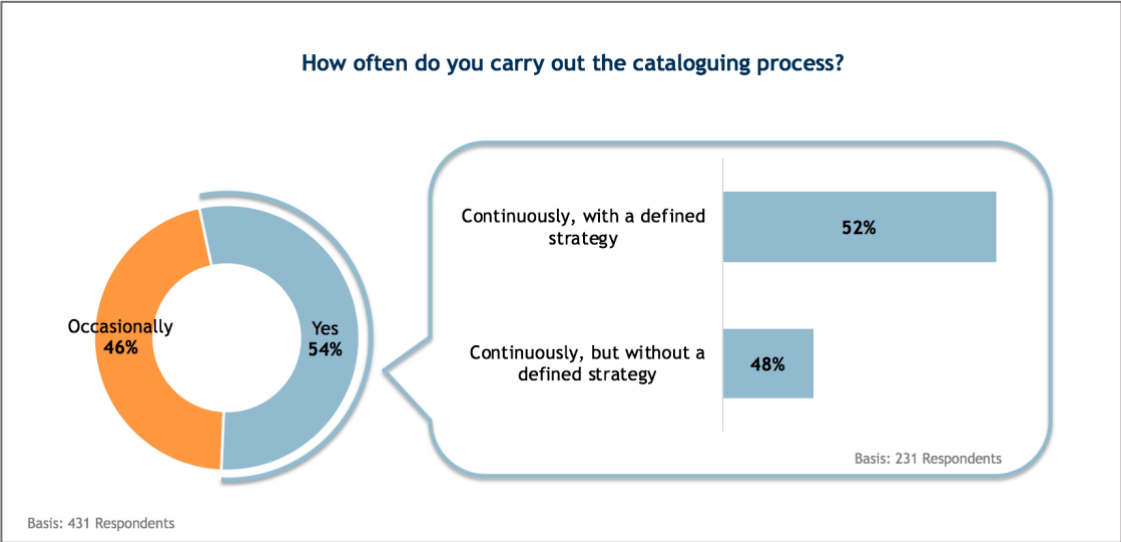 How often do you carry out the cataloguing process?
Occasionally
46%
Yes
54%
Continuously, with a defined
strategy
52%
Continuously, but without a
defined strategy
48%
Basis: 231 Respondents
Basis: 431 Respondents